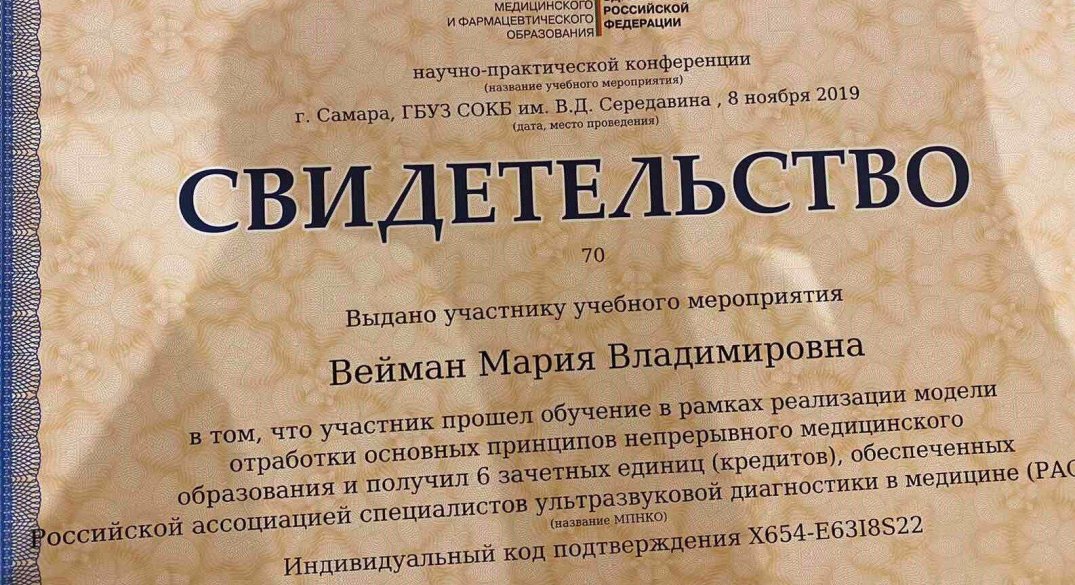 МЕДИЦИНСКОГО
И ФАРМАЦЕВТИЧЕСКОГО
ОБРАЗОВАНИЯ
РОССИЙСКОЙ
ФЕДЕРАЦИИ
научно-практической конференции
(название учебного мероприятия)
г. Самара, ГБУЗ СОКБ им. В.Д. Середавина , 8 ноября 2019
(дата, место проведения)
СВИДЕТЕЛЬСТВО
70
Выдано участнику учебного мероприятия
Вейман Мария Владимировна
в том, что участник прошел обучение в рамках реализации модели
отработки основных принципов непрерывного медицинского
образования и получил 6 зачетных единиц (кредитов), обеспеченных
Российской ассоциацией специалистов ультразвуковой диагностики в медицине (РАС
(название МПНКО)
Индивидуальный код подтверждения X654-E63I8S22